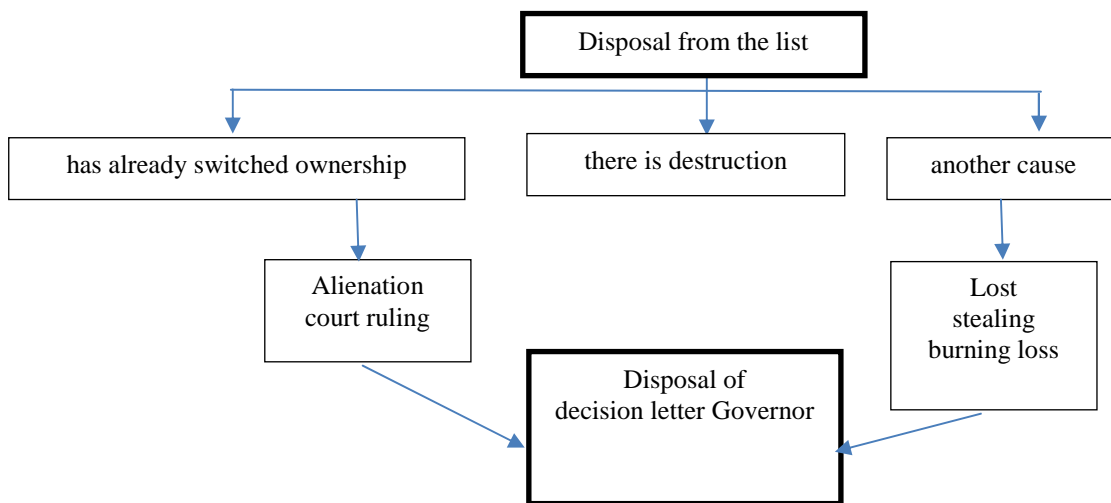 Disposal from the list
has already switched ownership
there is destruction
another cause
Alienation
court ruling
Lost
stealing
burning loss
Disposal of
decision letter Governor